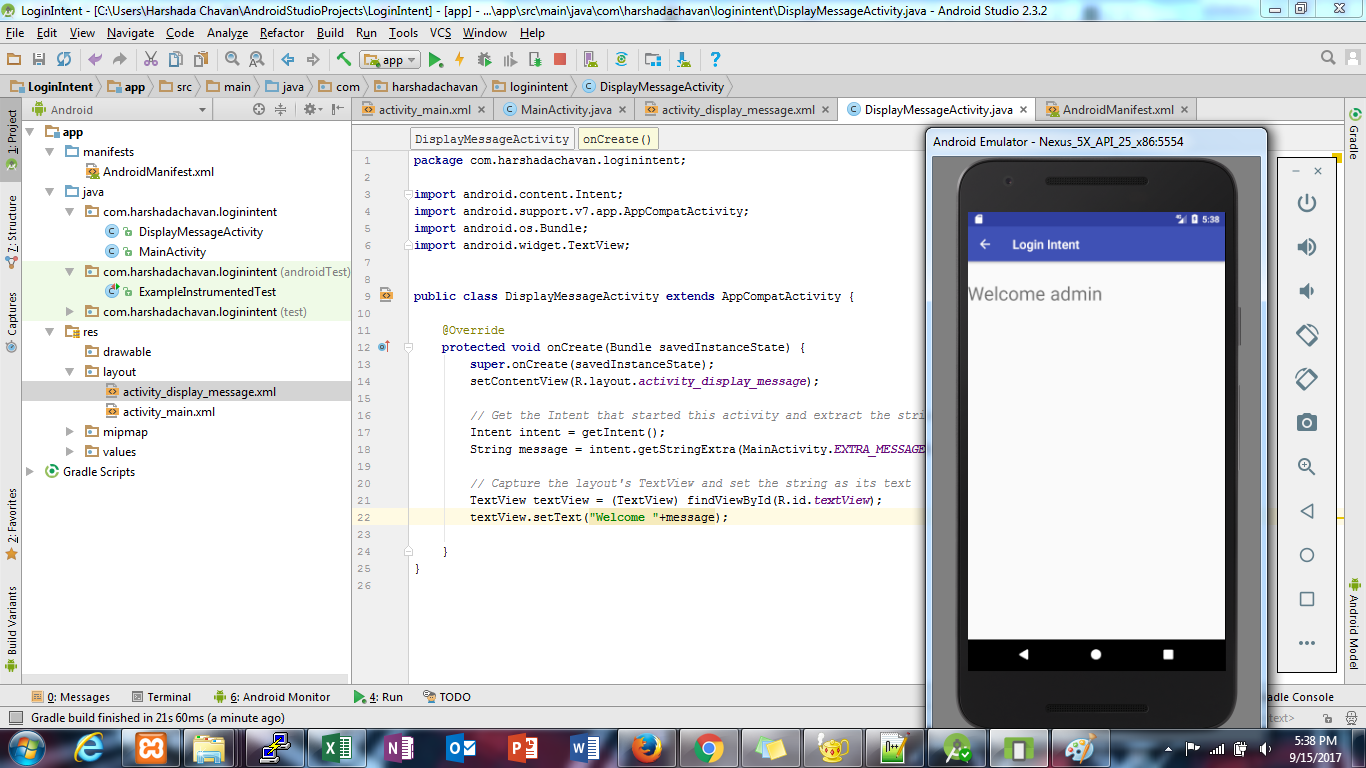 LoginIntent - [C:\Users\Harshada Chavan\AndroidStudioProjects\LoginIntent] - [app] - ...\app\src\main\java\com\harshadachavan\loginintent\DisplayMessageActivity.java - Android Studio 2.3.2
File Edit View Navigate Code Analyze Refactor Build Run Tools VCS Window Help
app
LoginIntent app src main java com harshadachavan loginintent DisplayMessageActivity
Android
activity_main.xml MainActivity.java activity_display_message.xml DisplayMessageActivity.java AndroidManifest.xml
1: Project
7: Structure
Captures
2: Favorites
Build Variants
app
manifests
AndroidManifest.xml
java
com.harshadachavan.loginintent
DisplayMessageActivity
MainActivity
com.harshadachavan.loginintent (androidTest)
ExampleInstrumentedTest
com.harshadachavan.loginintent (test)
res
drawable
layout
activity_display_message.xml
activity_main.xml
mipmap
values
Gradle Scripts
DisplayMessageActivity onCreate()
1 package com.harshadachavan.loginintent;
2
3 import android.content.Intent;
4 import android.support.v7.app.AppCompatActivity;
5 import android.os.Bundle;
6 import android.widget.TextView;
7
8
9 public class DisplayMessageActivity extends AppCompatActivity {
10
11 @Override
12 protected void onCreate(Bundle savedInstanceState) {
13 super.onCreate(savedInstanceState);
14 setContentView(R.layout.activity_display_message);
15
16 // Get the Intent that started this activity and extract the stri
17 Intent intent = getIntent();
18 String message = intent.getStringExtra(MainActivity.EXTRA_MESSAGE
19
20 // Capture the layout's TextView and set the string as its text
21 TextView textView = (TextView) findViewById(R.id.textView);
22 textView.setText("Welcome "+message);
23
24 }
25 }
26
Android Emulator - Nexus_5X_API_25_x86:5554
5:38
Login Intent
Welcome admin
Gradle
Android Model
0: Messages Terminal 6: Android Monitor 4: Run TODO
adle Console
Gradle build finished in 21s 60ms (a minute ago)
text>
5:38 PM
9/15/2017